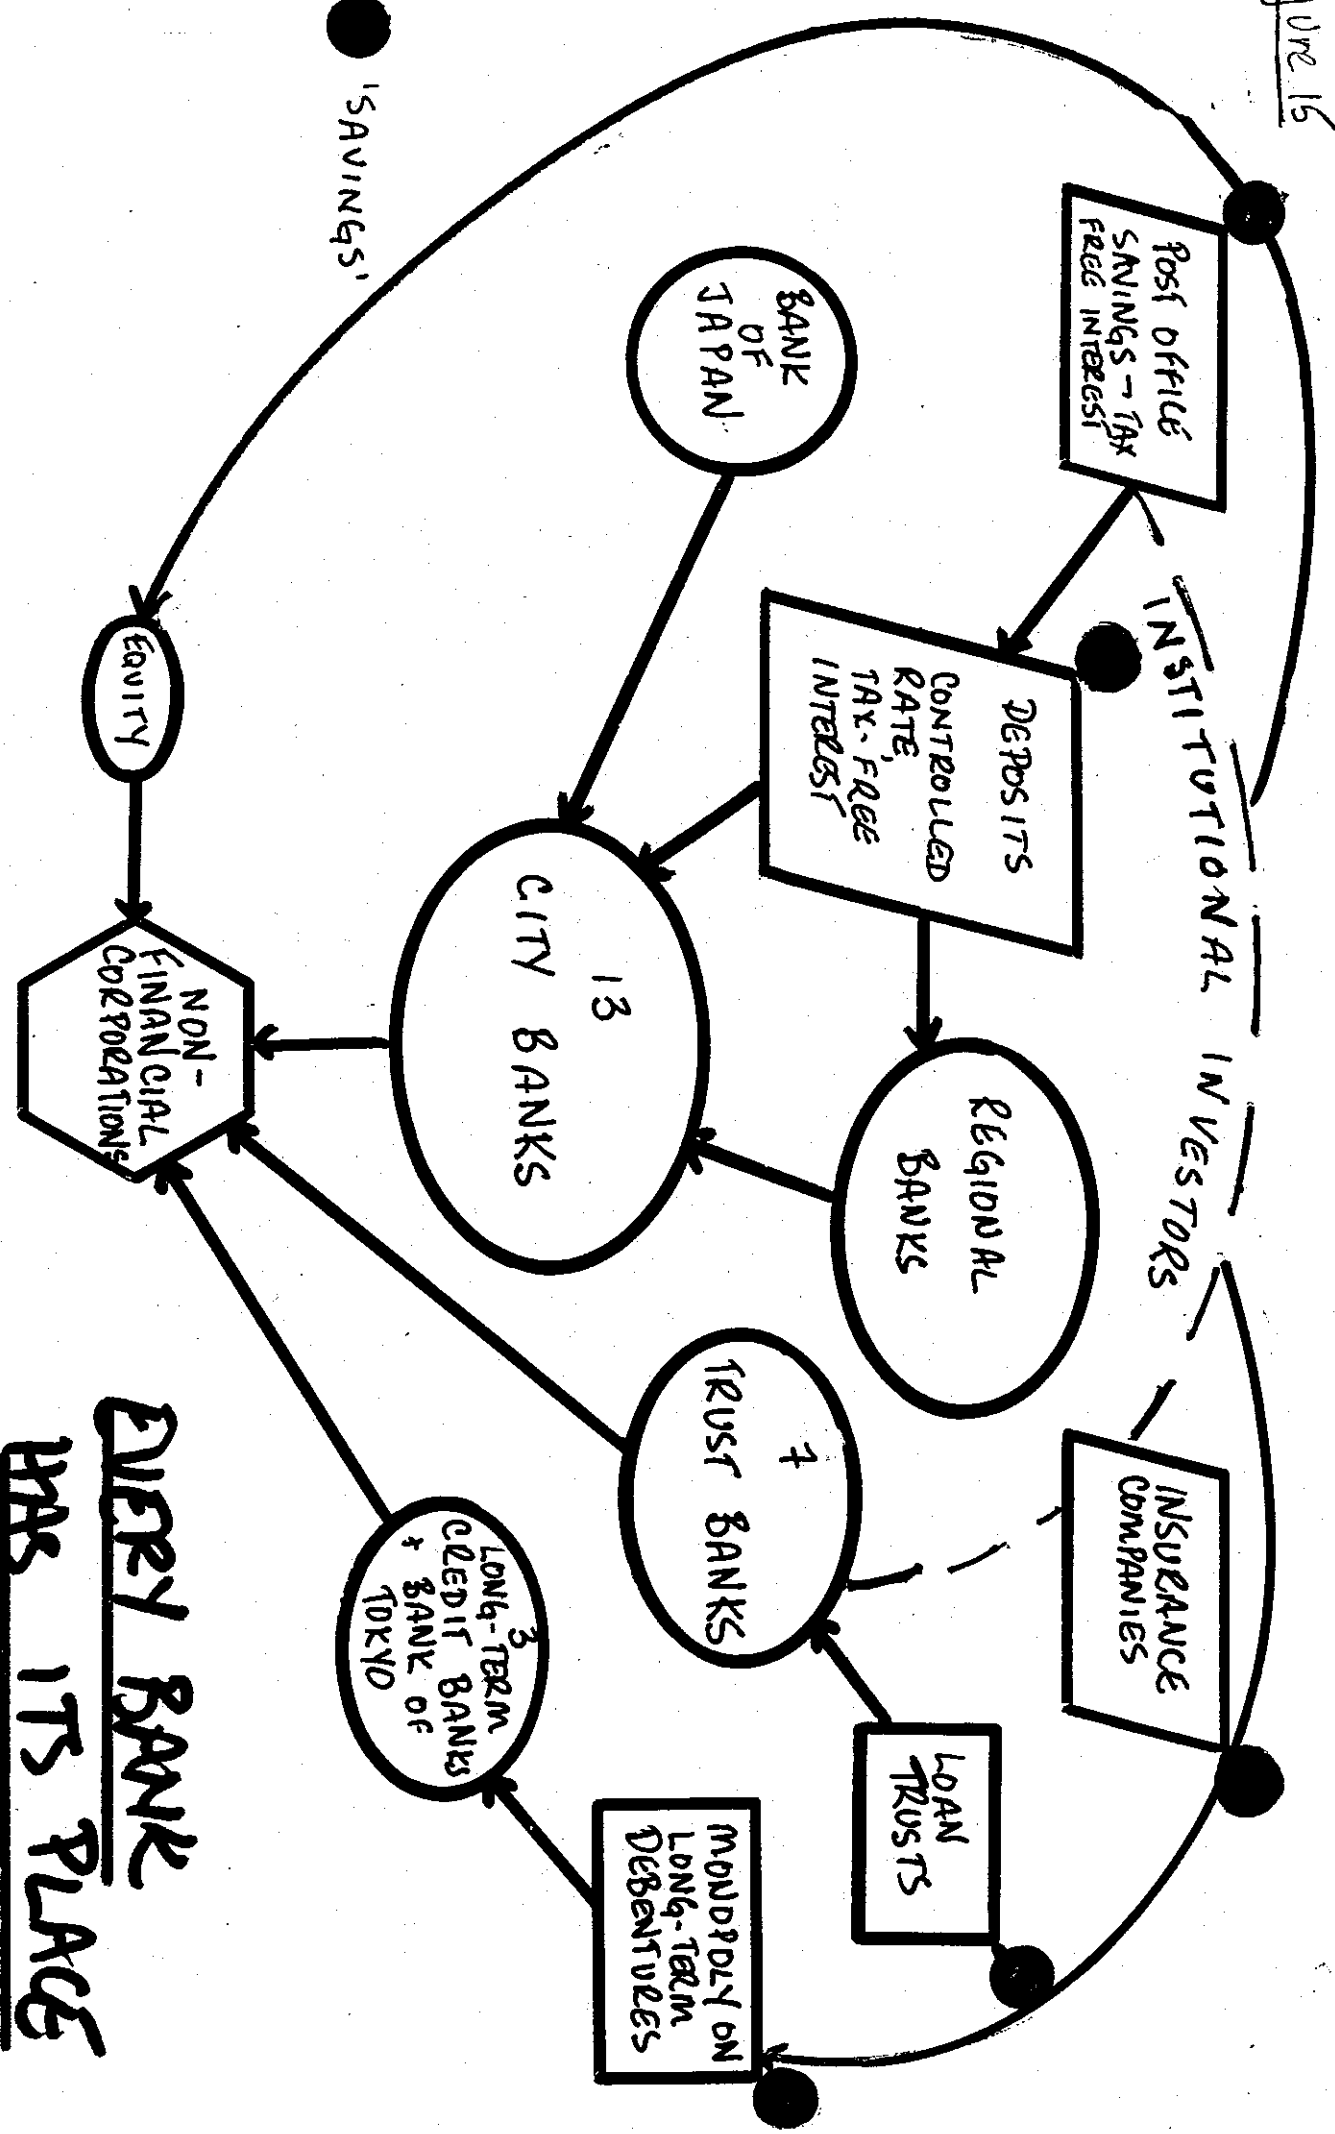 ure 15
POST OFFICE
SAVINGS - TAX
FREE INTEREST
INSTITUTIONAL INVESTORS
INSURANCE
COMPANIES
BANK
OF
JAPAN
DEPOSITS
CONTROLLED
RATE,
TAX-FREE
INTEREST
REGIONAL
BANKS
LOAN
TRUSTS
7
TRUST BANKS
MONOPOLY ON
LONG-TERM
DEBENTURES
13
CITY BANKS
3
LONG-TERM
CREDIT BANKS
+ BANK OF
TOKYO
'SAVINGS'
EQUITY
NON-
FINANCIAL
CORPORATIONS
EVERY BANK
HAS ITS PLACE